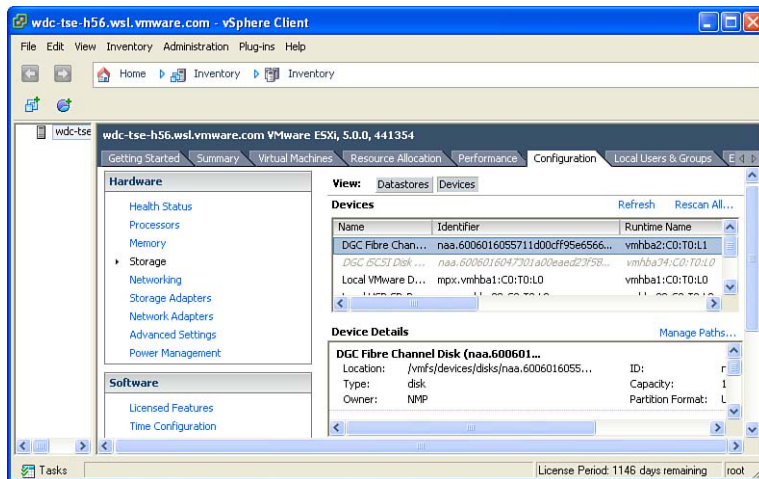 wdc-tse-h56.wsl.vmware.com - vSphere Client
File Edit View Inventory Administration Plug-ins Help
Home Inventory Inventory
wdc-tse
wdc-tse-h56.wsl.vmware.com VMware ESXi, 5.0.0, 441354
Getting Started Summary Virtual Machines Resource Allocation Performance Configuration Local Users & Groups E
Hardware
Health Status
Processors
Memory
Storage
Networking
Storage Adapters
Network Adapters
Advanced Settings
Power Management
Software
Licensed Features
Time Configuration
View: Datastores Devices
Devices Refresh Rescan All...
Name Identifier Runtime Name
DGC Fibre Chan... naa.6006016055711d00cff95e6566... vmhba2:C0:T0:L1
DGC iSCSI Disk ... naa.6006016047301a00eaed23f58... vmhba34:C0:T0:L0
Local VMware D... mpx.vmhba1:C0:T0:L0 vmhba1:C0:T0:L0
Device Details Manage Paths...
DGC Fibre Channel Disk (naa.600601...
Location: /vmfs/devices/disks/naa.6006016055... ID:
Type: disk Capacity: 1
Owner: NMP Partition Format:
Tasks License Period: 1146 days remaining root